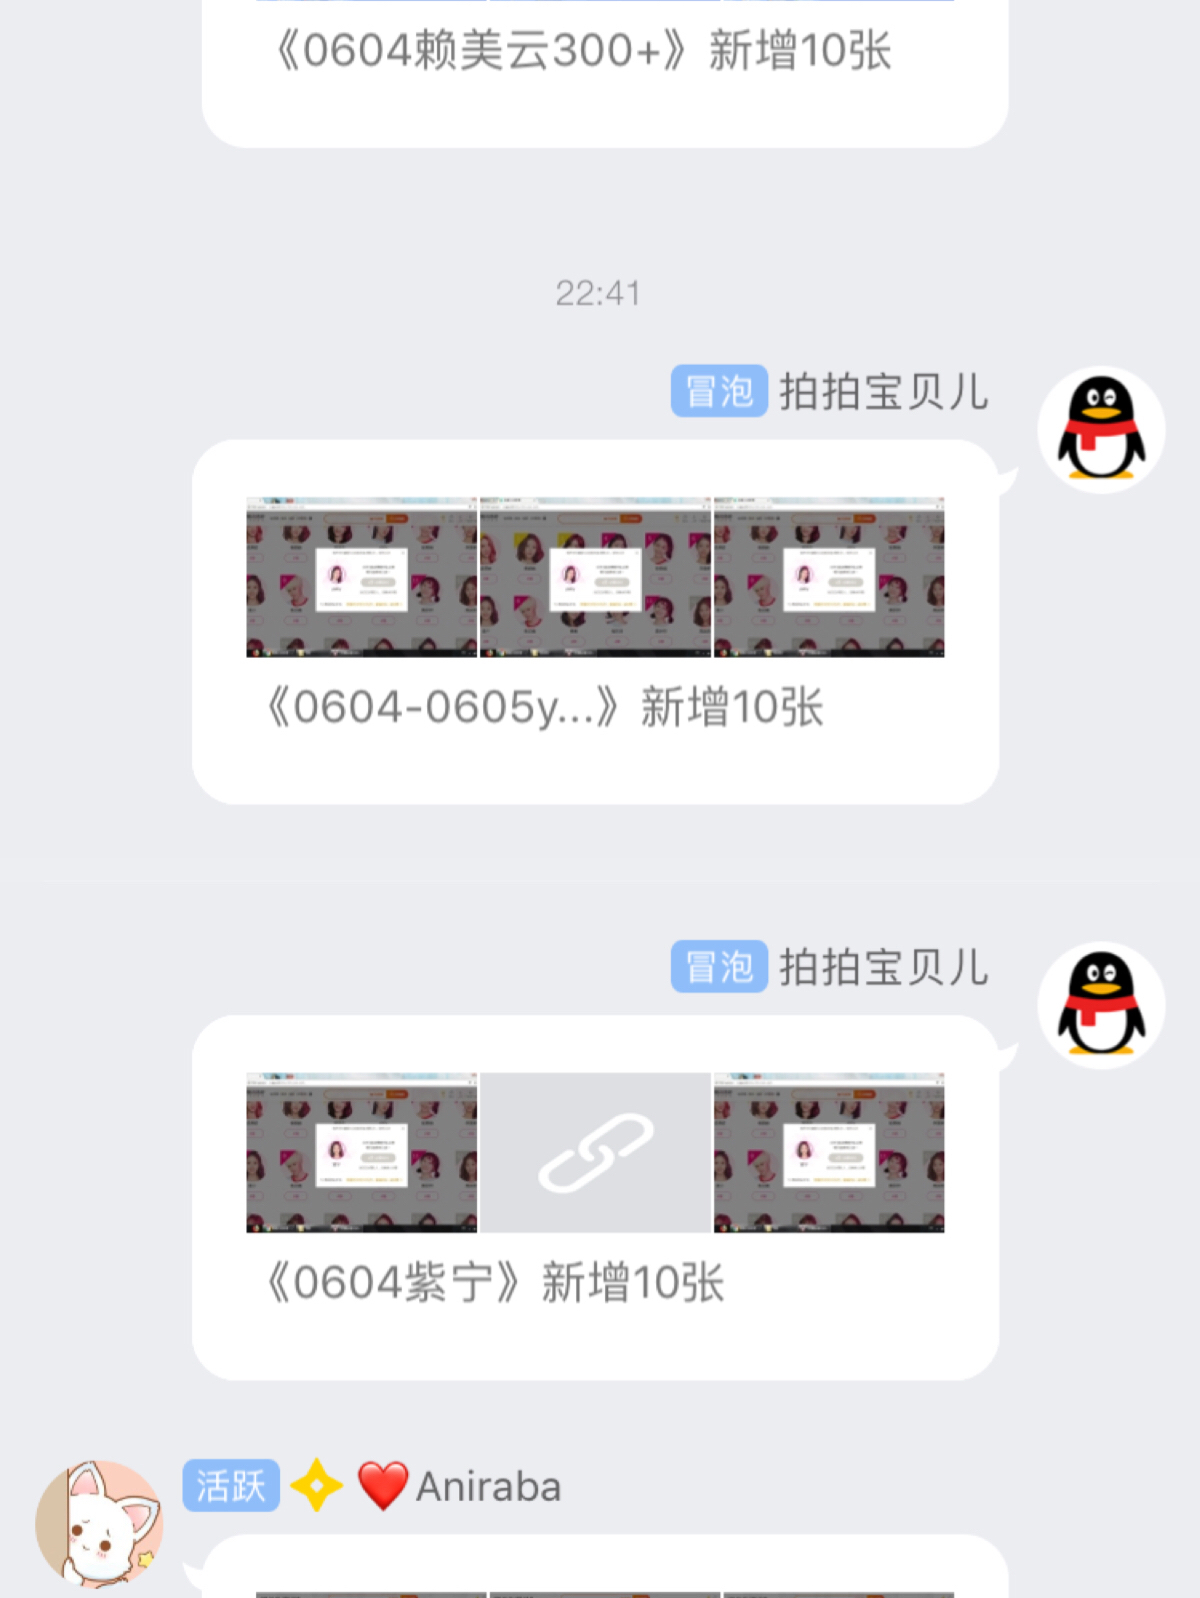 《0604赖美云300+》新增10张
22:41
冒泡 拍拍宝贝儿
《0604-0605y...》新增10张
冒泡 拍拍宝贝儿
《0604紫宁》新增10张
活跃 Aniraba